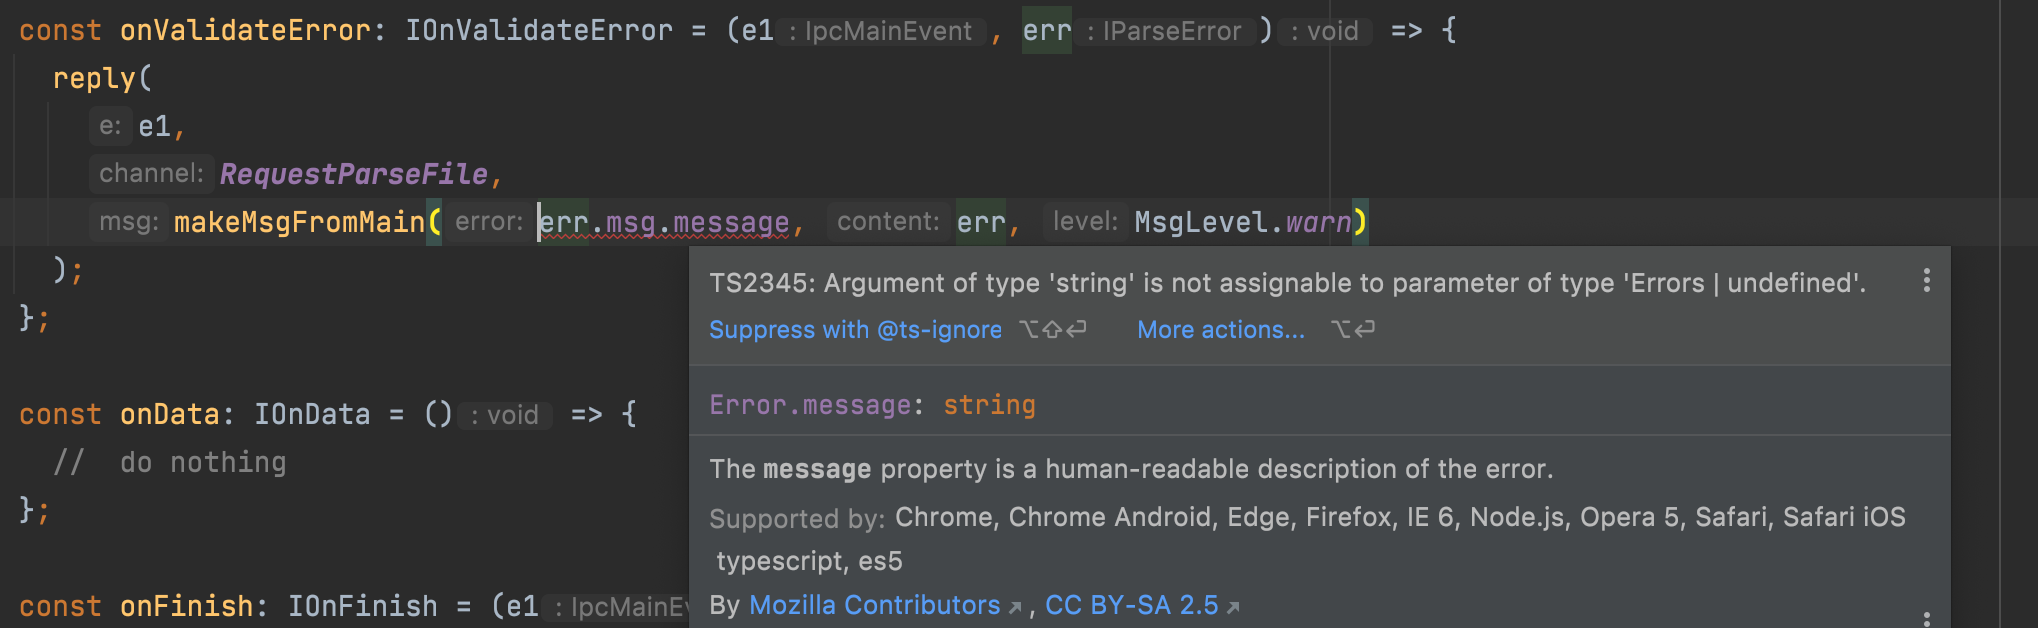 const onValidateError: IOnValidateError = (e1 : IpcMainEvent , err : IParseError ) : void => {
reply(
e: e1,
channel: RequestParseFile,
msg: makeMsgFromMain( error: err.msg.message, content: err, level: MsgLevel.warn)
);
};
TS2345: Argument of type 'string' is not assignable to parameter of type 'Errors | undefined'.
Suppress with @ts-ignore ⌥⇧⏎ More actions... ⌥⏎
Error.message: string
The message property is a human-readable description of the error.
Supported by: Chrome, Chrome Android, Edge, Firefox, IE 6, Node.js, Opera 5, Safari, Safari iOS
typescript, es5
By Mozilla Contributors ↗ , CC BY-SA 2.5 ↗
const onData: IOnData = () : void => {
// do nothing
};
const onFinish: IOnFinish = (e1 : IpcMainEv